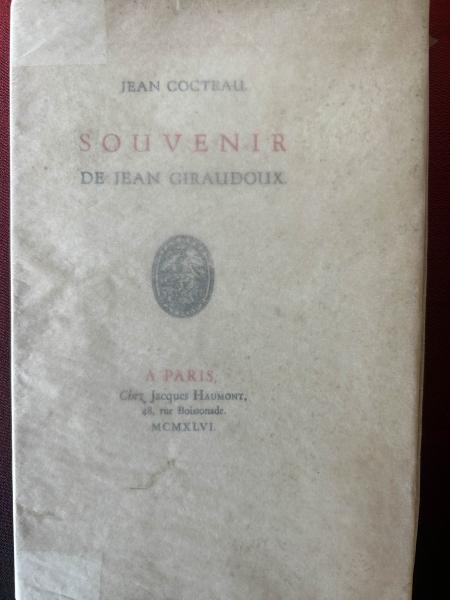 JEAN COCTEAU.
SOUVENIR
DE JEAN GIRAUDOUX.
A PARIS,
Chez Jacques HAUMONT,
48, rue Boissonade.
MCMXLVI